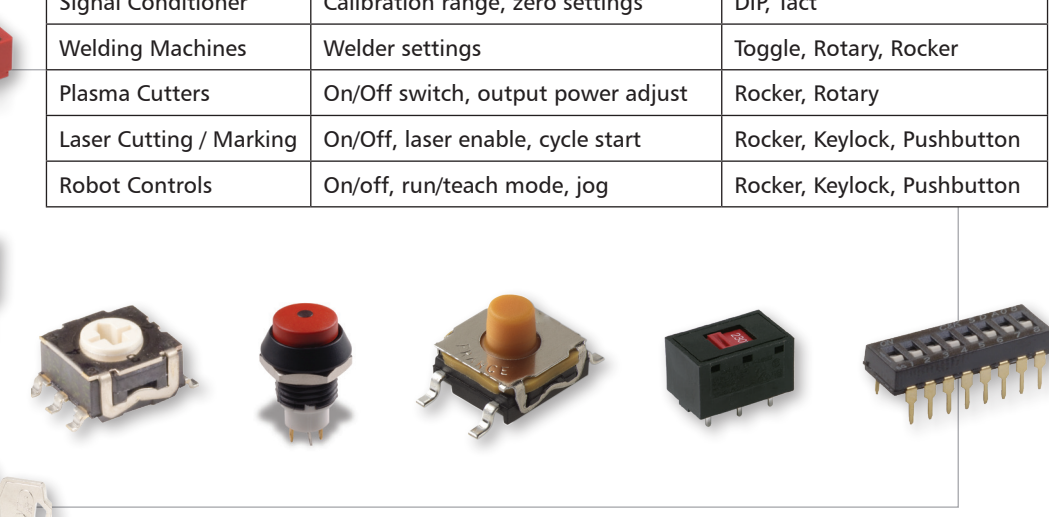 Signal Conditioner Calibration range, zero settings DIP, Tact
Welding Machines Welder settings Toggle, Rotary, Rocker
Plasma Cutters On/Off switch, output power adjust Rocker, Rotary
Laser Cutting / Marking On/Off, laser enable, cycle start Rocker, Keylock, Pushbutton
Robot Controls On/off, run/teach mode, jog Rocker, Keylock, Pushbutton
230